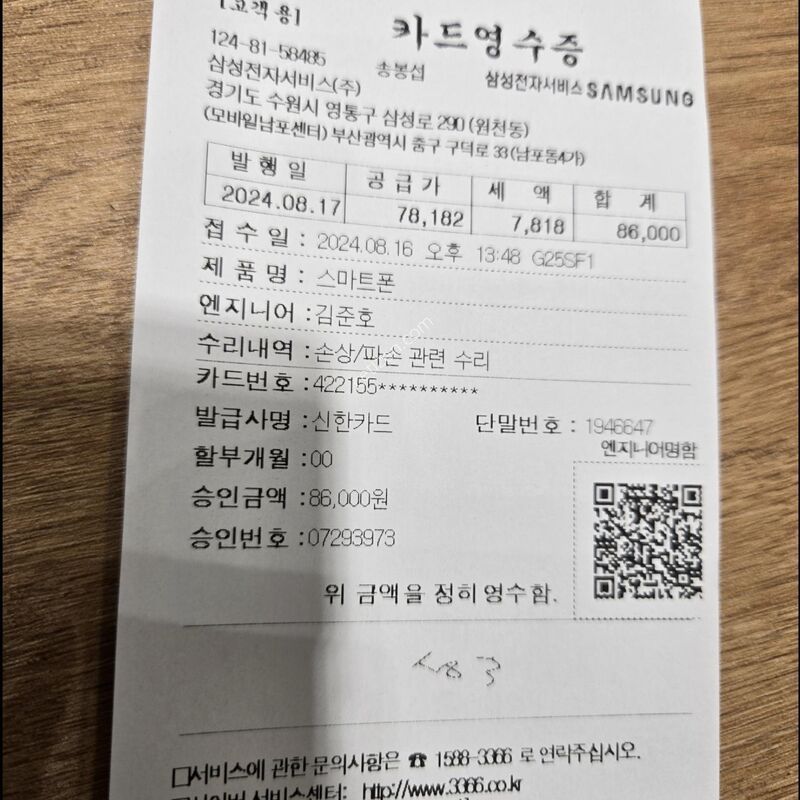 [고객용]
카드영수증
124-81-58485
송봉섭
삼성전자서비스 SAMSUNG
삼성전자서비스(주)
경기도 수원시 영통구 삼성로 290 (원천동)
(모바일남포센터) 부산광역시 중구 구덕로 33 (남포동4가)
발행일 공급가 세액 합계
2024.08.17 78,182 7,818 86,000
접수일 : 2024.08.16 오후 13:48 G25SF1
제품명 : 스마트폰
엔지니어 : 김준호
수리내역 : 손상/파손 관련 수리
카드번호 : 422155**********
발급사명 : 신한카드 단말번호 : 1946647
할부개월 : 00
엔지니어명함
승인금액 : 86,000원
승인번호 : 07293973
위 금액을 정히 영수함.
□서비스에 관한 문의사항은 ☎ 1588-3366 로 연락주십시오.
서비스센터: http://www.3366.co.kr